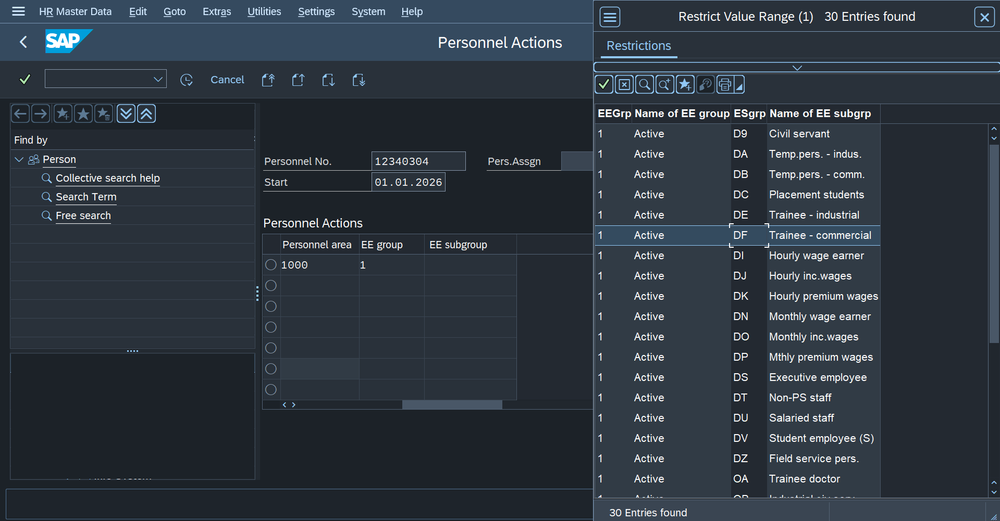 HR Master Data Edit Goto Extras Utilities Settings System Help
SAP
Personnel Actions
Cancel
Find by
Person
Collective search help
Search Term
Free search
Personnel No. 12340304 Pers.Assgn
Start 01.01.2026
Personnel Actions
Personnel area EE group EE subgroup
1000 1
Restrict Value Range (1) 30 Entries found
Restrictions
EEGrp Name of EE group ESgrp Name of EE subgrp
1 Active D9 Civil servant
1 Active DA Temp.pers. - indus.
1 Active DB Temp.pers. - comm.
1 Active DC Placement students
1 Active DE Trainee - industrial
1 Active DF Trainee - commercial
1 Active DI Hourly wage earner
1 Active DJ Hourly inc.wages
1 Active DK Hourly premium wages
1 Active DN Monthly wage earner
1 Active DO Monthly inc.wages
1 Active DP Mthly premium wages
1 Active DS Executive employee
1 Active DT Non-PS staff
1 Active DU Salaried staff
1 Active DV Student employee (S)
1 Active DZ Field service pers.
1 Active OA Trainee doctor
30 Entries found